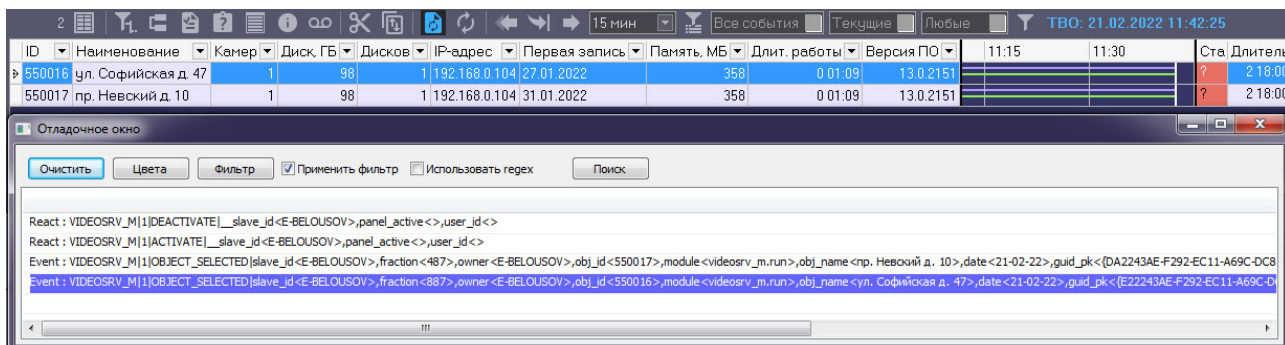 2 15 мин Все события Текущие Любые ТВО: 21.02.2022 11:42:25
ID Наименование Камер Диск, ГБ Дисков IP-адрес Первая запись Память, МБ Длит. работы Версия ПО 11:15 11:30 Ста Длитель
550016 ул. Софийская д. 47 1 98 1 192.168.0.104 27.01.2022 358 0 01:09 13.0.2151 ? 2 18:00
550017 пр. Невский д. 10 1 98 1 192.168.0.104 31.01.2022 358 0 01:09 13.0.2151 ? 2 18:00
Отладочное окно
Очистить Цвета Фильтр Применить фильтр Использовать regex Поиск
React : VIDEOSRV_M|1|DEACTIVATE|__slave_id<E-BELOUSOV>,panel_active<>,user_id<>
React : VIDEOSRV_M|1|ACTIVATE|__slave_id<E-BELOUSOV>,panel_active<>,user_id<>
Event : VIDEOSRV_M|1|OBJECT_SELECTED|slave_id<E-BELOUSOV>,fraction<487>,owner<E-BELOUSOV>,obj_id<550017>,module<videosrv_m.run>,obj_name<пр. Невский д. 10>,date<21-02-22>,guid_pk<{DA2243AE-F292-EC11-A69C-DC8
Event : VIDEOSRV_M|1|OBJECT_SELECTED|slave_id<E-BELOUSOV>,fraction<887>,owner<E-BELOUSOV>,obj_id<550016>,module<videosrv_m.run>,obj_name<ул. Софийская д. 47>,date<21-02-22>,guid_pk<{E22243AE-F292-EC11-A69C-D